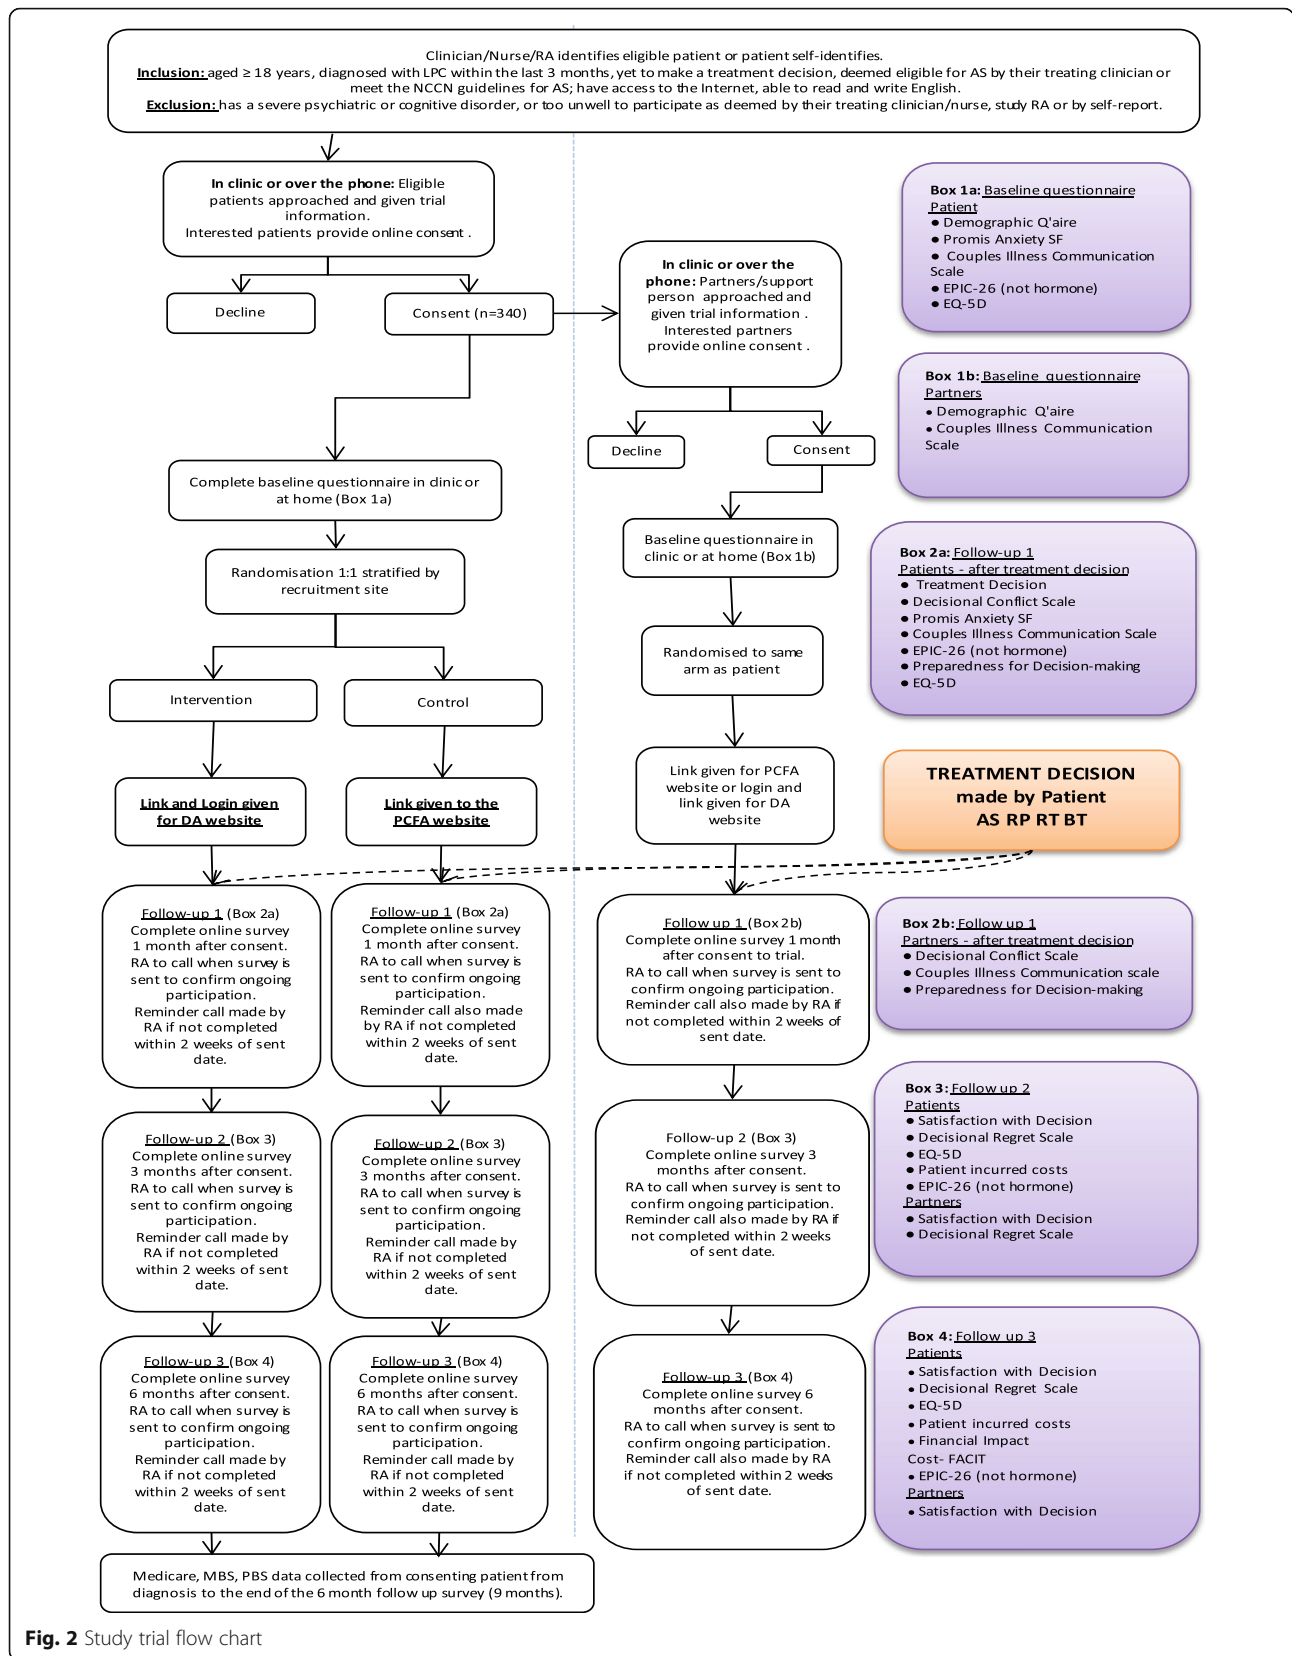 Clinician/Nurse/RA identifies eligible patient or patient self-identifies.
Inclusion: aged ≥ 18 years, diagnosed with LPC within the last 3 months, yet to make a treatment decision, deemed eligible for AS by their treating clinician or
meet the NCCN guidelines for AS; have access to the Internet, able to read and write English.
Exclusion: has a severe psychiatric or cognitive disorder, or too unwell to participate as deemed by their treating clinician/nurse, study RA or by self-report.
In clinic or over the phone: Eligible
patients approached and given trial
information.
Interested patients provide online consent .
Decline
Consent (n=340)
In clinic or over the
phone: Partners/support
person approached and
given trial information .
Interested partners
provide online consent .
Decline
Consent
Complete baseline questionnaire in clinic or
at home (Box 1a)
Randomisation 1:1 stratified by
recruitment site
Intervention
Control
Link and Login given
for DA website
Link given to the
PCFA website
Baseline questionnaire in
clinic or at home (Box 1b)
Randomised to same
arm as patient
Link given for PCFA
website or login and
link given for DA
website
Follow-up 1 (Box 2a)
Complete online survey
1 month after consent.
RA to call when survey is
sent to confirm ongoing
participation.
Reminder call made by
RA if not completed
within 2 weeks of sent
date.
Follow-up 1 (Box 2a)
Complete online survey
1 month after consent.
RA to call when survey is
sent to confirm ongoing
participation.
Reminder call also made
by RA if not completed
within 2 weeks of sent
date.
Follow up 1 (Box 2b)
Complete online survey 1 month
after consent to trial.
RA to call when survey is sent to
confirm ongoing participation.
Reminder call also made by RA if
not completed within 2 weeks of
sent date.
Follow-up 2 (Box 3)
Complete online survey
3 months after consent.
RA to call when survey is
sent to confirm ongoing
participation.
Reminder call made by
RA if not completed
within 2 weeks of sent
date.
Follow-up 2 (Box 3)
Complete online survey
3 months after consent.
RA to call when survey is
sent to confirm ongoing
participation.
Reminder call made by
RA if not completed
within 2 weeks of sent
date.
Follow-up 2 (Box 3)
Complete online survey 3
months after consent.
RA to call when survey is sent to
confirm ongoing participation.
Reminder call also made by RA if
not completed within 2 weeks
of sent date.
Follow-up 3 (Box 4)
Complete online survey
6 months after consent.
RA to call when survey is
sent to confirm ongoing
participation.
Reminder call made by
RA if not completed
within 2 weeks of sent
date.
Follow-up 3 (Box 4)
Complete online survey
6 months after consent.
RA to call when survey is
sent to confirm ongoing
participation.
Reminder call made by
RA if not completed
within 2 weeks of sent
date.
Follow-up 3 (Box 4)
Complete online survey 6
months after consent.
RA to call when survey is sent to
confirm ongoing participation.
Reminder call also made by RA
if not completed within 2 weeks
of sent date.
Medicare, MBS, PBS data collected from consenting patient from
diagnosis to the end of the 6 month follow up survey (9 months).
Box 1a: Baseline questionnaire
Patient
● Demographic Q'aire
● Promis Anxiety SF
● Couples Illness Communication
Scale
● EPIC-26 (not hormone)
● EQ-5D
Box 1b: Baseline questionnaire
Partners
● Demographic Q'aire
● Couples Illness Communication
Scale
Box 2a: Follow-up 1
Patients - after treatment decision
● Treatment Decision
● Decisional Conflict Scale
● Promis Anxiety SF
● Couples Illness Communication Scale
● EPIC-26 (not hormone)
● Preparedness for Decision-making
● EQ-5D
TREATMENT DECISION
made by Patient
AS RP RT BT
Box 2b: Follow up 1
Partners - after treatment decision
● Decisional Conflict Scale
● Couples Illness Communication scale
● Preparedness for Decision-making
Box 3: Follow up 2
Patients
● Satisfaction with Decision
● Decisional Regret Scale
● EQ-5D
● Patient incurred costs
● EPIC-26 (not hormone)
Partners
● Satisfaction with Decision
● Decisional Regret Scale
Box 4: Follow up 3
Patients
● Satisfaction with Decision
● Decisional Regret Scale
● EQ-5D
● Patient incurred costs
● Financial Impact
Cost- FACIT
● EPIC-26 (not hormone)
Partners
● Satisfaction with Decision
Fig. 2 Study trial flow chart